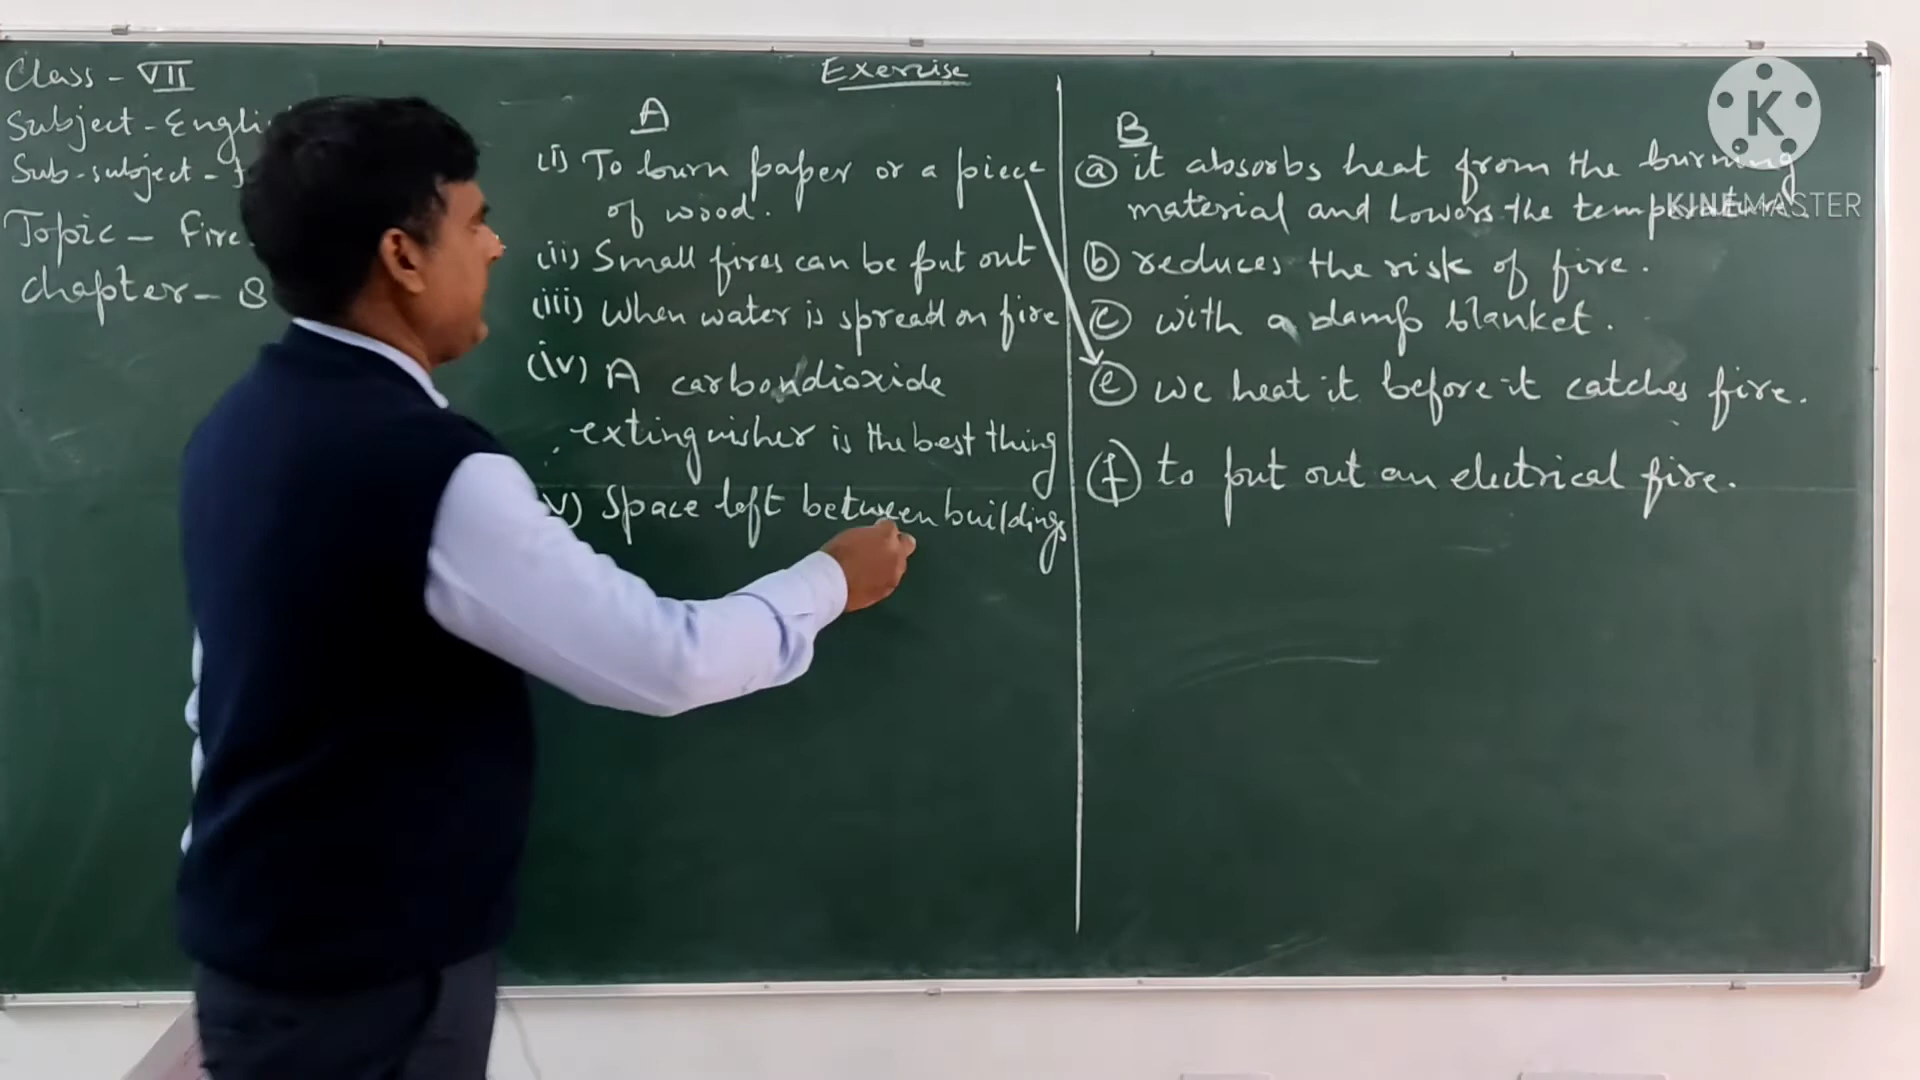 Class - VII
Subject - Engli
Sub-subject -
Topic - Fire
Chapter - 8
Exercise
A
(i) To burn paper or a piece
of wood.
(ii) Small fires can be put out
(iii) When water is spread on fire
(iv) A carbondioxide
extinguisher is the best thing
v) Space left between buildings
B
(a) it absorbs heat from the burning
material and lowers the temperature.
(b) reduces the risk of fire.
(c) with a damp blanket.
(e) we heat it before it catches fire.
(f) to put out an electrical fire.
K
KINEMASTER